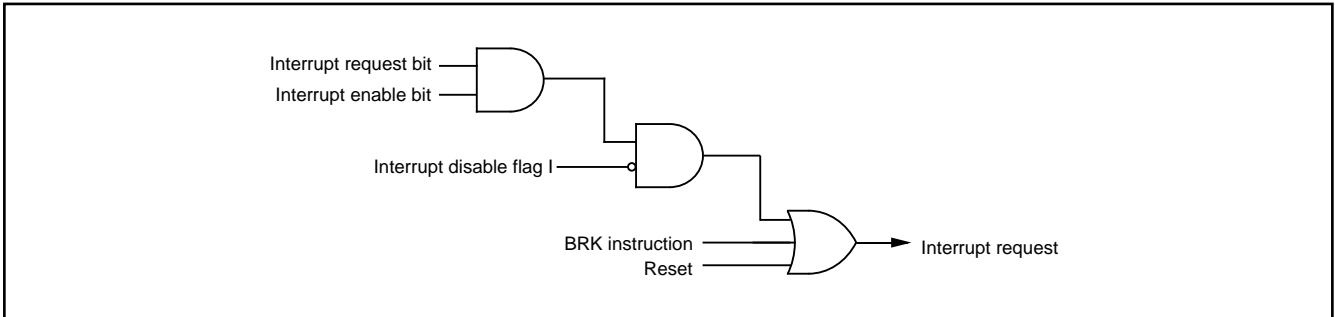 Interrupt request bit
Interrupt enable bit
Interrupt disable flag I
BRK instruction
Reset
Interrupt request